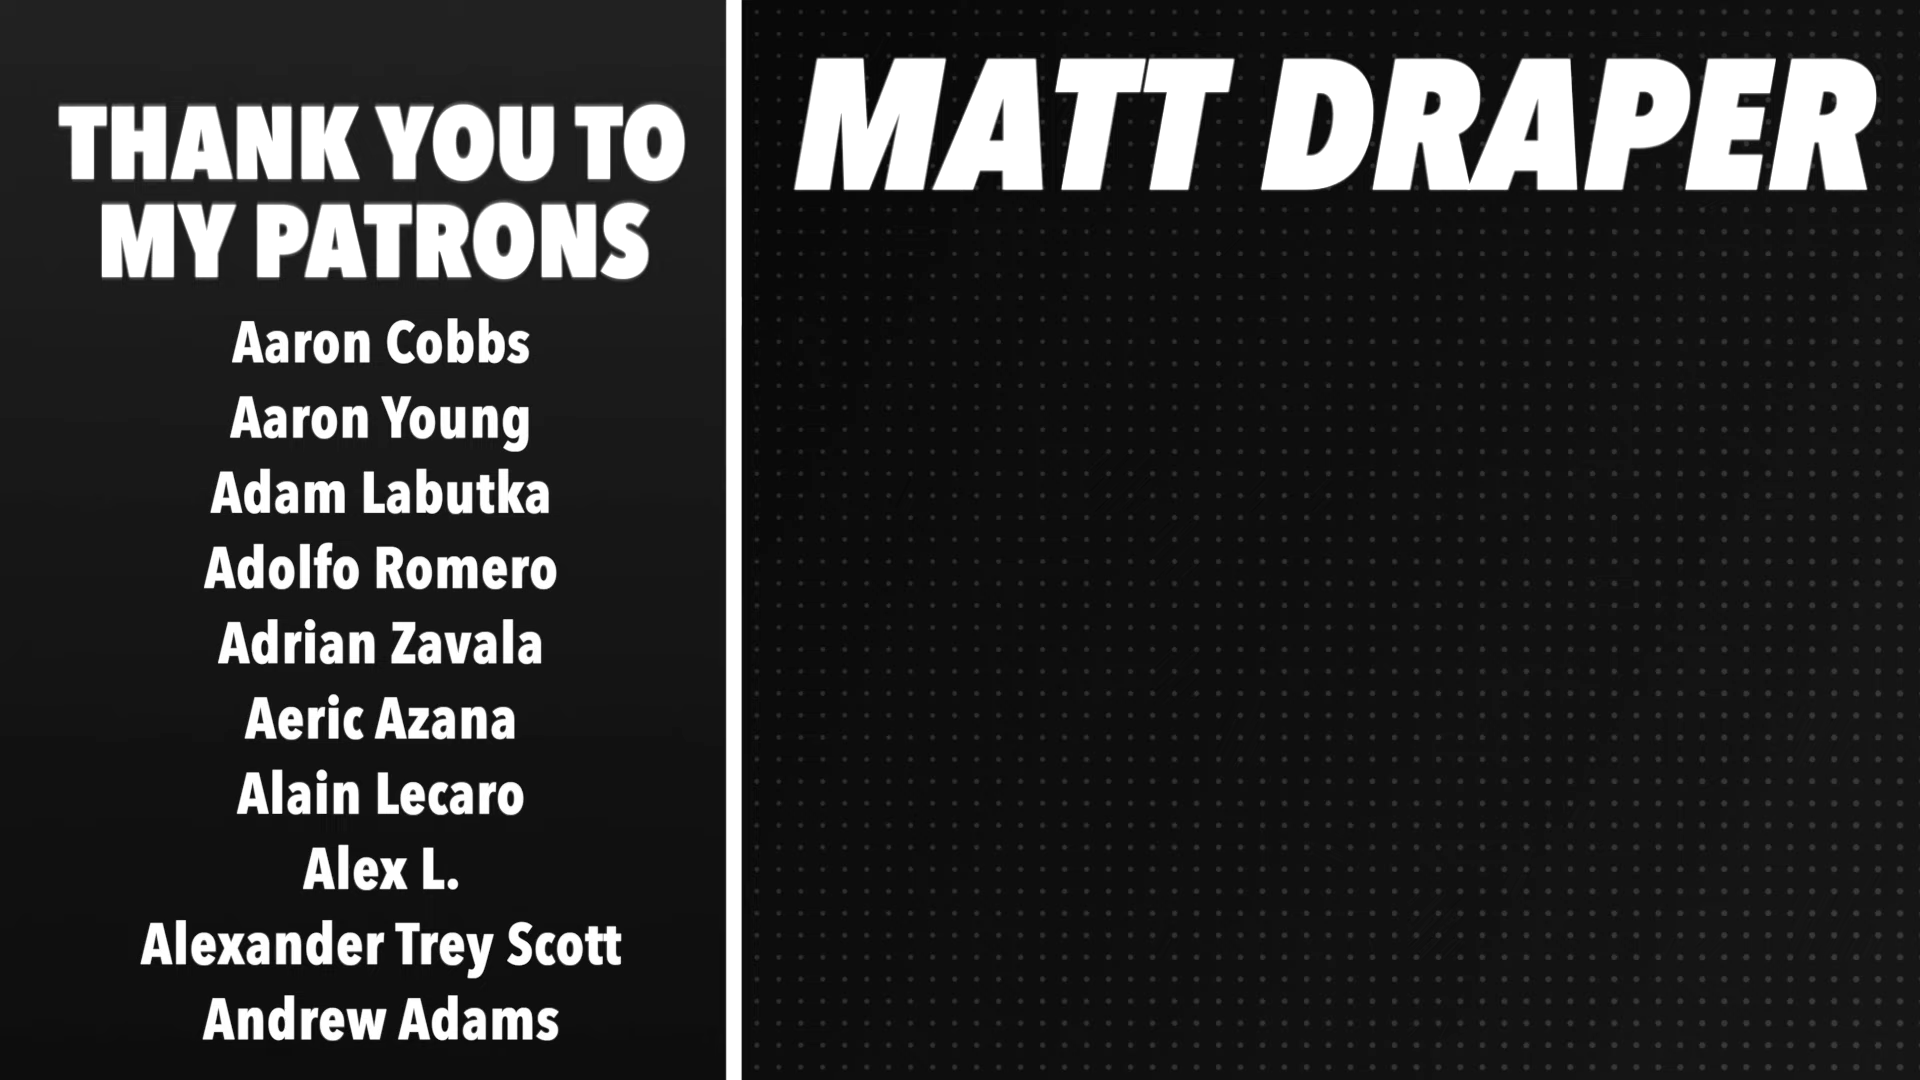 THANK YOU TO
MY PATRONS
Aaron Cobbs
Aaron Young
Adam Labutka
Adolfo Romero
Adrian Zavala
Aeric Azana
Alain Lecaro
Alex L.
Alexander Trey Scott
Andrew Adams
MATT DRAPER